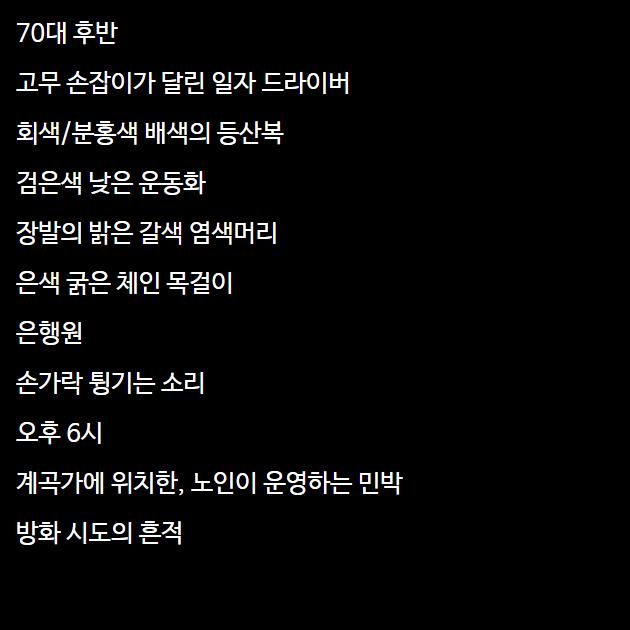 70대 후반
고무 손잡이가 달린 일자 드라이버
회색/분홍색 배색의 등산복
검은색 낮은 운동화
장발의 밝은 갈색 염색머리
은색 굵은 체인 목걸이
은행원
손가락 튕기는 소리
오후 6시
계곡가에 위치한, 노인이 운영하는 민박
방화 시도의 흔적